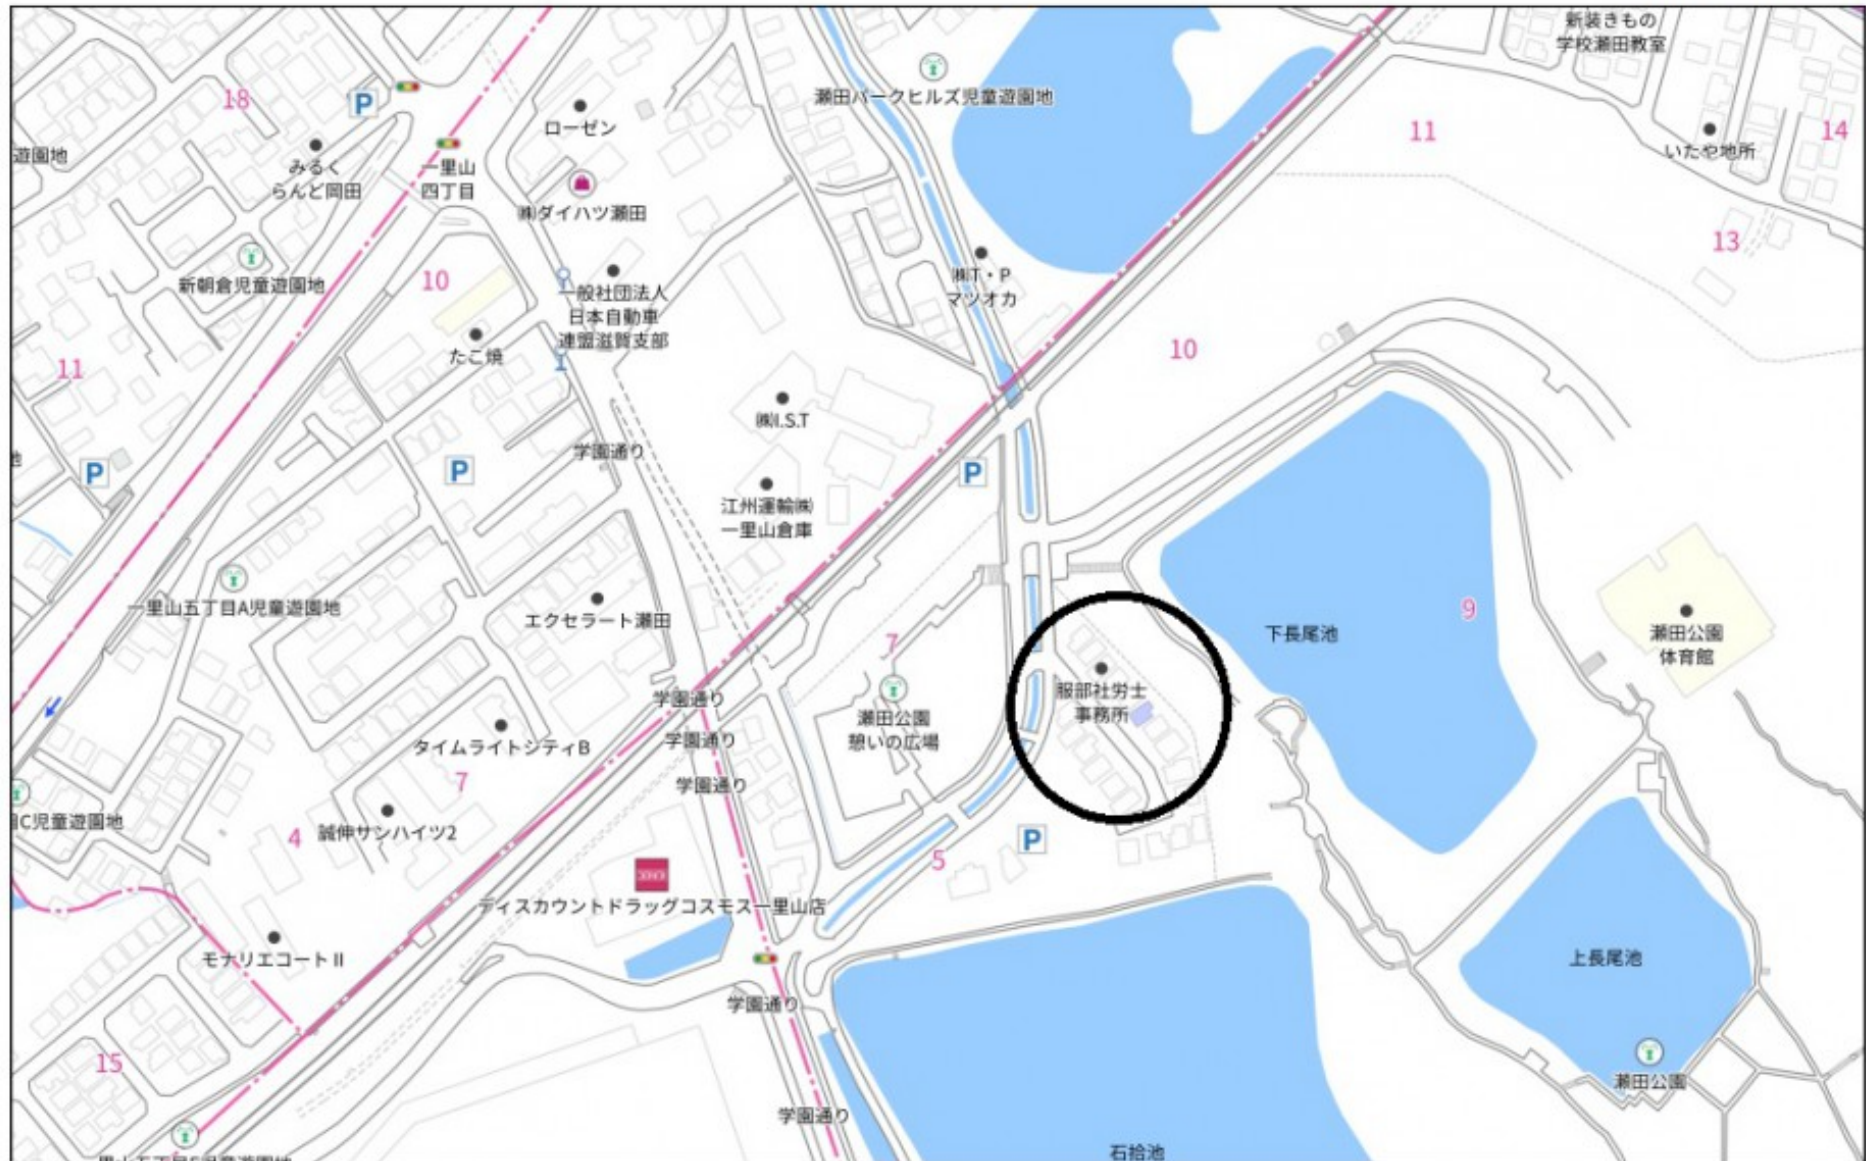 新装きもの
学校瀬田教室
18
P
瀬田パークヒルズ児童遊園地
ローゼン
11
14
遊園地
みるく
らんど岡田
一里山
四丁目
いたや地所
㈱ダイハツ瀬田
13
新朝倉児童遊園地
10
㈱T・P
マツオカ
一般社団法人
日本自動車
連盟滋賀支部
たこ焼
10
11
㈱I.S.T
学園通り
P
P
P
江州運輸㈱
一里山倉庫
一里山五丁目A児童遊園地
エクセラート瀬田
7
下長尾池
9
瀬田公園
体育館
学園通り
服部社労士
事務所
瀬田公園
憩いの広場
学園通り
タイムライトシティB
学園通り
7
目C児童遊園地
4
誠伸サンハイツ2
P
5
ディスカウントドラッグコスモス一里山店
モナリエコートⅡ
上長尾池
学園通り
15
瀬田公園
学園通り
石拾池